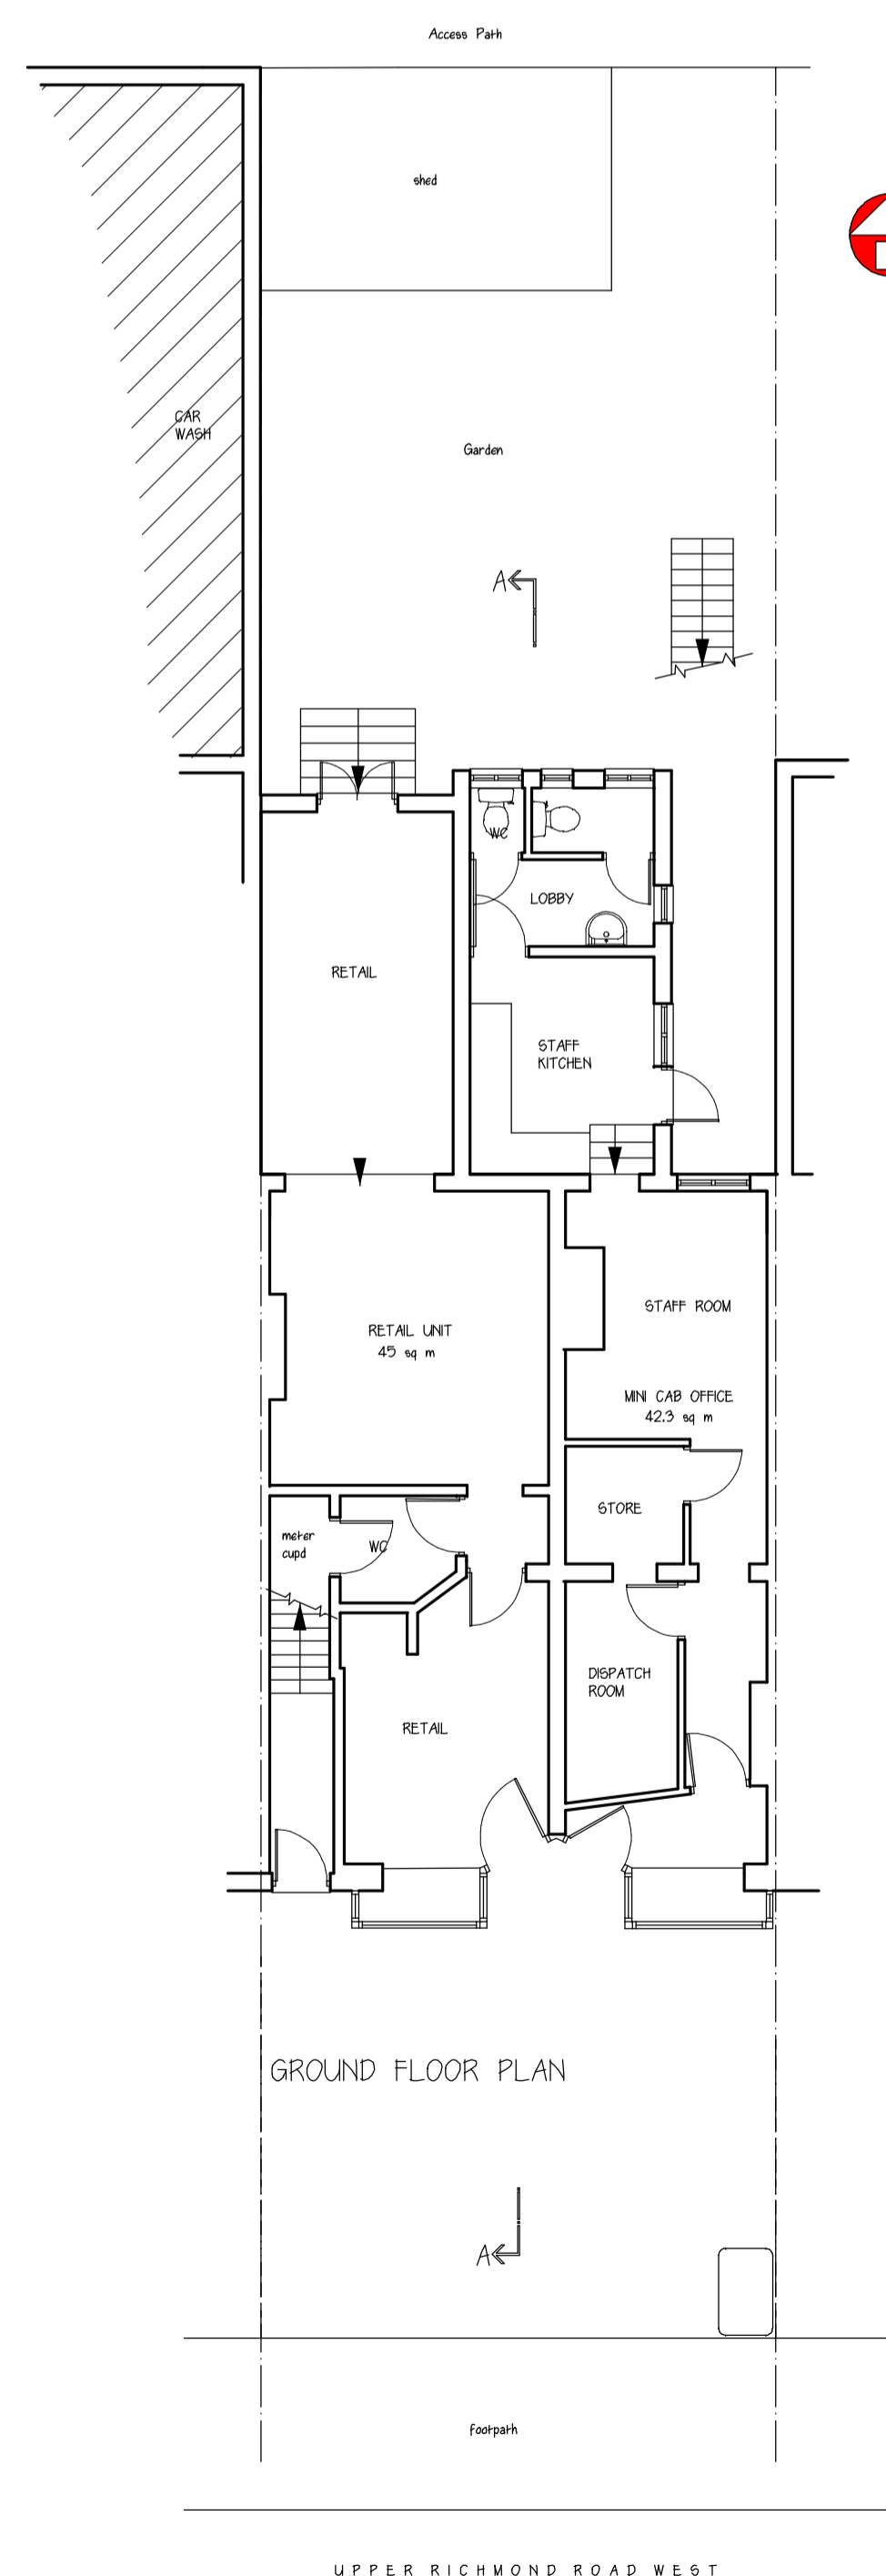 Access Path
shed
CAR
WASH
Garden
A
WC
LOBBY
RETAIL
STAFF
KITCHEN
STAFF ROOM
RETAIL UNIT
45 sq m
MINI CAB OFFICE
42.3 sq m
STORE
meter
cupd
WC
DISPATCH
ROOM
RETAIL
GROUND FLOOR PLAN
A
footpath
UPPER RICHMOND ROAD WEST